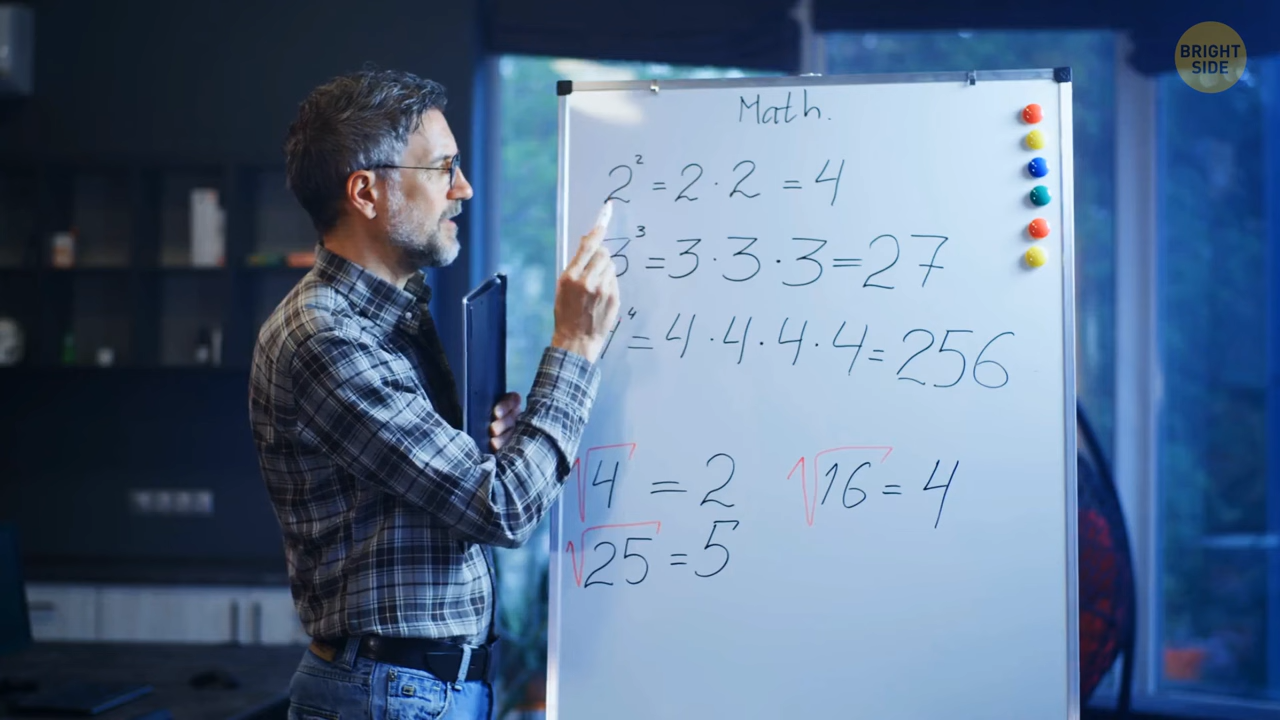 BRIGHT
SIDE
Math.
2² = 2 · 2 = 4
3³ = 3 · 3 · 3 = 27
⁴ = 4 · 4 · 4 · 4 = 256
√4 = 2 √16 = 4
√25 = 5